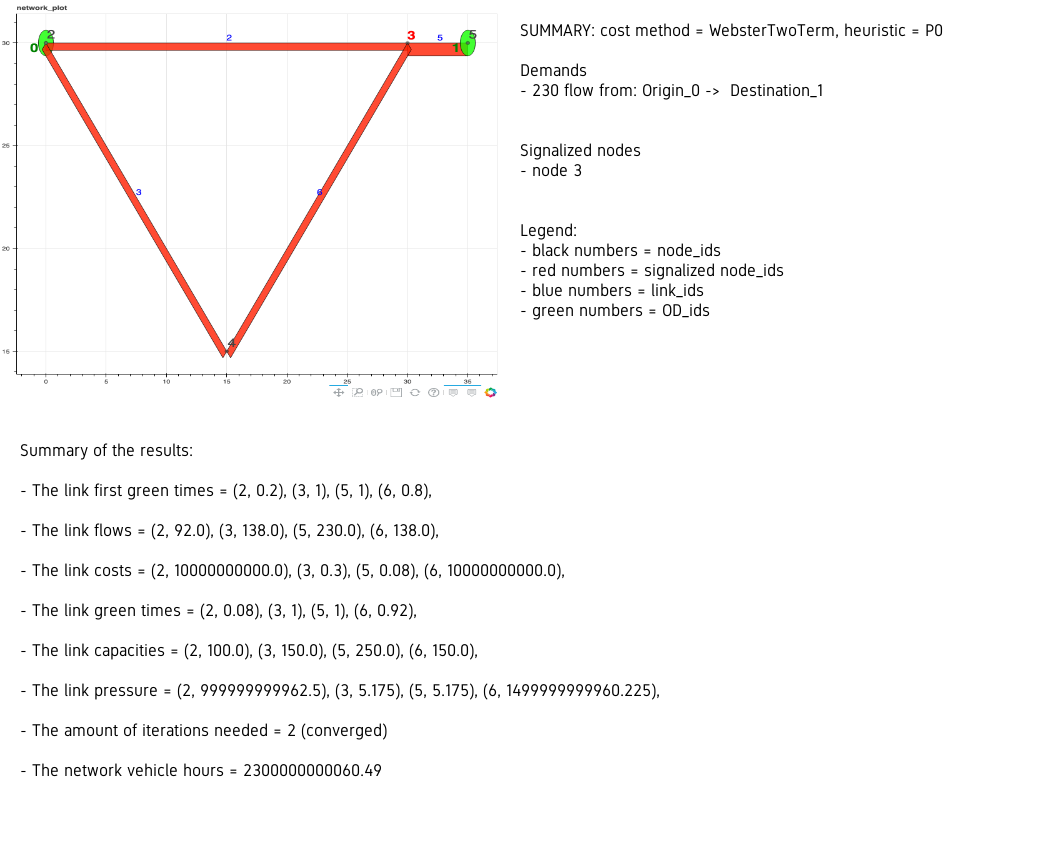 network_plot
SUMMARY: cost method = WebsterTwoTerm, heuristic = P0
Demands
- 230 flow from: Origin_0 -> Destination_1
Signalized nodes
- node 3
Legend:
- black numbers = node_ids
- red numbers = signalized node_ids
- blue numbers = link_ids
- green numbers = OD_ids
30
25
20
15
0 5 10 15 20 25 30 35
2
0
2
3
5
5
1
3
6
4
Summary of the results:
- The link first green times = (2, 0.2), (3, 1), (5, 1), (6, 0.8),
- The link flows = (2, 92.0), (3, 138.0), (5, 230.0), (6, 138.0),
- The link costs = (2, 10000000000.0), (3, 0.3), (5, 0.08), (6, 10000000000.0),
- The link green times = (2, 0.08), (3, 1), (5, 1), (6, 0.92),
- The link capacities = (2, 100.0), (3, 150.0), (5, 250.0), (6, 150.0),
- The link pressure = (2, 999999999962.5), (3, 5.175), (5, 5.175), (6, 1499999999960.225),
- The amount of iterations needed = 2 (converged)
- The network vehicle hours = 2300000000060.49